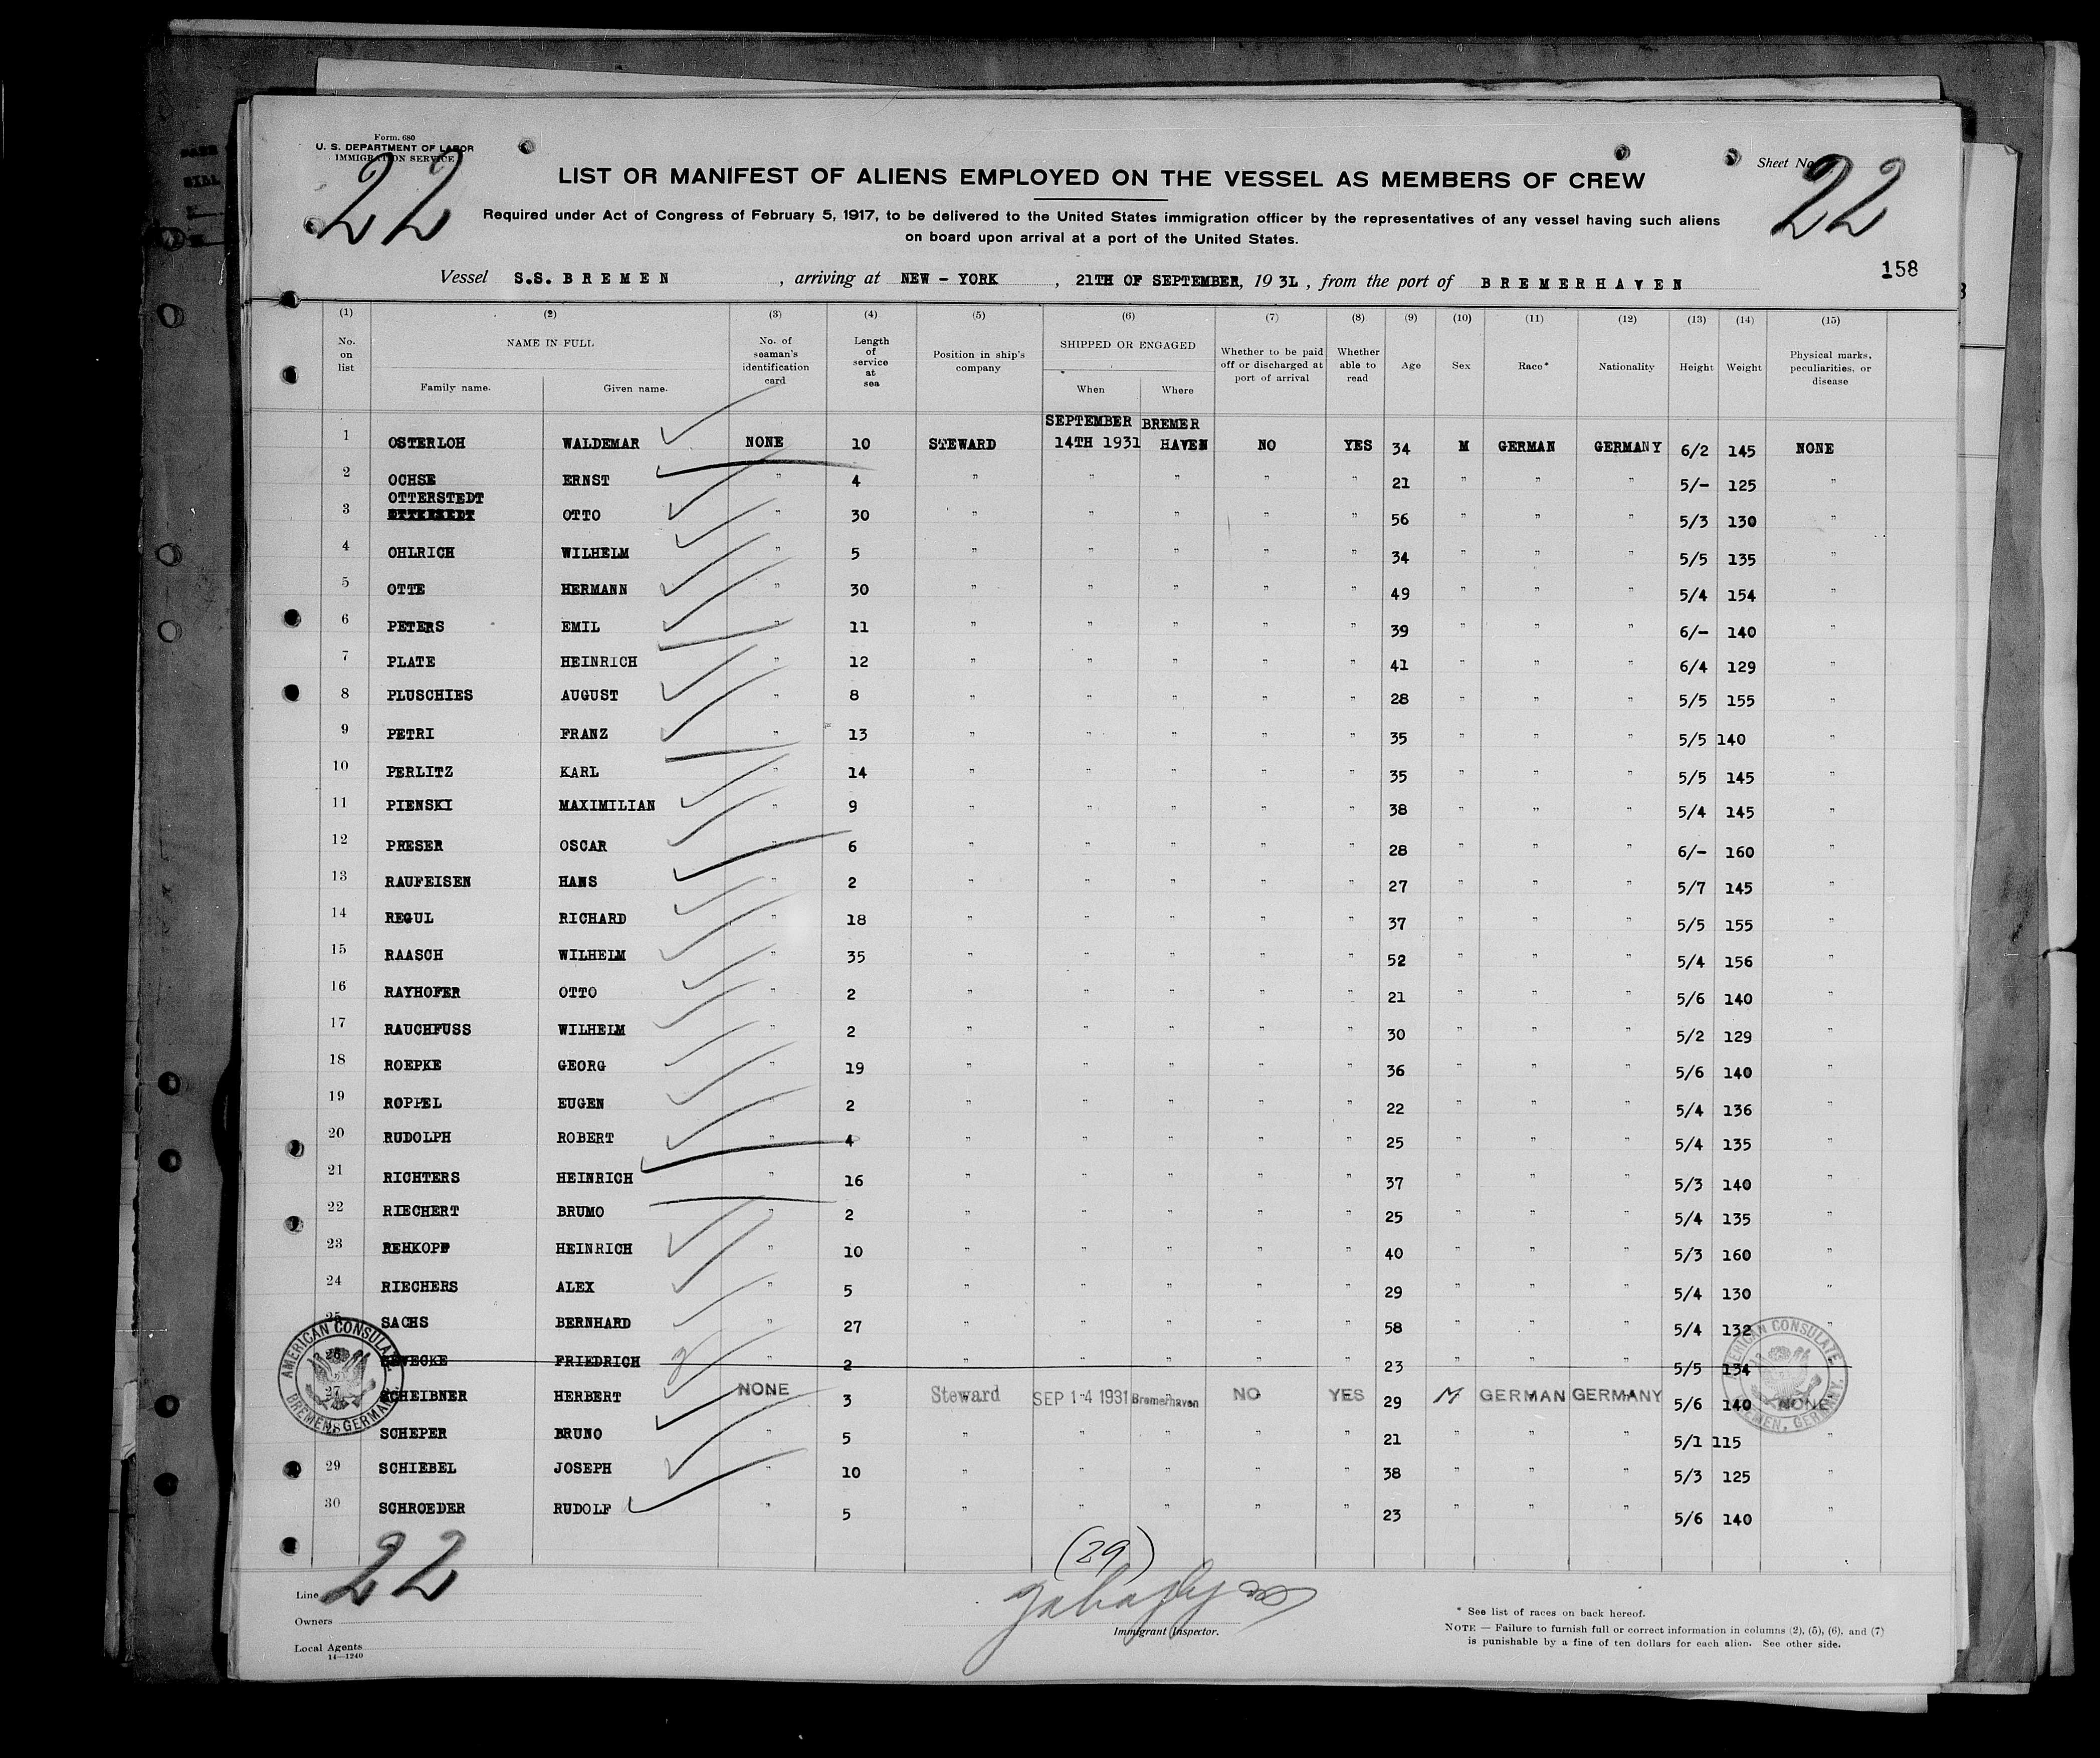 Form. 680
U. S. DEPARTMENT OF LABOR
IMMIGRATION SERVICE
22
Sheet No. 22
LIST OR MANIFEST OF ALIENS EMPLOYED ON THE VESSEL AS MEMBERS OF CREW
Required under Act of Congress of February 5, 1917, to be delivered to the United States immigration officer by the representatives of any vessel having such aliens
on board upon arrival at a port of the United States.
158
Vessel S.S. BREMEN , arriving at NEW - YORK , 21TH OF SEPTEMBER, 19 3L , from the port of BREMERHAVEN
(1) (2) (3) (4) (5) (6) (7) (8) (9) (10) (11) (12) (13) (14) (15)
No. on list NAME IN FULL Family name. Given name. No. of seaman's identification card Length of service at sea Position in ship's company SHIPPED OR ENGAGED When Where Whether to be paid off or discharged at port of arrival Whether able to read Age Sex Race* Nationality Height Weight Physical marks, peculiarities, or disease
SEPTEMBER BREMER
1 OSTERLOH WALDEMAR NONE 10 STEWARD 14TH 1931 HAVEN NO YES 34 M GERMAN GERMANY 6/2 145 NONE
2 OCHSE ERNST " 4 " " " " " 21 " " " 5/- 125 "
OTTERSTEDT
3 OTTO " 30 " " " " " 56 " " " 5/3 130 "
4 OHLRICH WILHELM " 5 " " " " " 34 " " " 5/5 135 "
5 OTTE HERMANN " 30 " " " " " 49 " " " 5/4 154 "
6 PETERS EMIL " 11 " " " " " 39 " " " 6/- 140 "
7 PLATE HEINRICH " 12 " " " " " 41 " " " 6/4 129 "
8 PLUSCHIES AUGUST " 8 " " " " " 28 " " " 5/5 155 "
9 PETRI FRANZ " 13 " " " " " 35 " " " 5/5 140 "
10 PERLITZ KARL " 14 " " " " " 35 " " " 5/5 145 "
11 PIENSKI MAXIMILIAN " 9 " " " " " 38 " " " 5/4 145 "
12 PRESER OSCAR " 6 " " " " " 28 " " " 6/- 160 "
13 RAUFEISEN HANS " 2 " " " " " 27 " " " 5/7 145 "
14 REGUL RICHARD " 18 " " " " " 37 " " " 5/5 155 "
15 RAASCH WILHELM " 35 " " " " " 52 " " " 5/4 156 "
16 RAYHOFER OTTO " 2 " " " " " 21 " " " 5/6 140 "
17 RAUCHFUSS WILHELM " 2 " " " " " 30 " " " 5/2 129 "
18 ROEPKE GEORG " 19 " " " " " 36 " " " 5/6 140 "
19 ROPPEL EUGEN " 2 " " " " " 22 " " " 5/4 136 "
20 RUDOLPH ROBERT " 4 " " " " " 25 " " " 5/4 135 "
21 RICHTERS HEINRICH " 16 " " " " " 37 " " " 5/3 140 "
22 RIECHERT BRUMO " 2 " " " " " 25 " " " 5/4 135 "
23 REHKOPF HEINRICH " 10 " " " " " 40 " " " 5/3 160 "
24 RIECHERS ALEX " 5 " " " " " 29 " " " 5/4 130 "
25 SACHS BERNHARD " 27 " " " " " 58 " " " 5/4 132 "
26 FRIEDRICH " 2 " " " " " 23 " " " 5/5 134
27 SCHEIBNER HERBERT NONE 3 Steward SEP 14 1931 Bremerhaven NO YES 29 M GERMAN GERMANY 5/6 140 NONE
28 SCHEPER BRUNO " 5 " " " " " 21 " " " 5/1 115 "
29 SCHIEBEL JOSEPH " 10 " " " " " 38 " " " 5/3 125 "
30 SCHROEDER RUDOLF " 5 " " " " " 23 " " " 5/6 140 "
AMERICAN CONSULATE
BREMEN, GERMANY.
AMERICAN CONSULATE
BREMEN, GERMANY.
22
(29)
Line
Owners
Local Agents
14—1240
Immigrant Inspector.
* See list of races on back hereof.
NOTE — Failure to furnish full or correct information in columns (2), (5), (6), and (7)
is punishable by a fine of ten dollars for each alien. See other side.